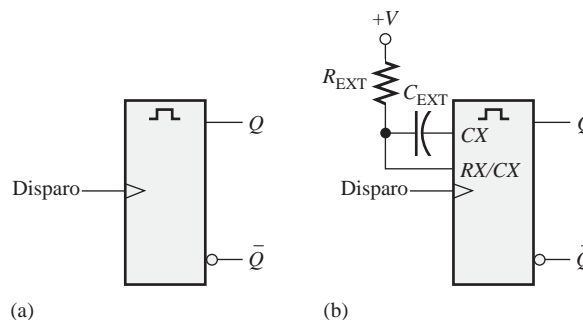 Disparo
Q
Q̄
(a)
+V
R_EXT
C_EXT
CX
RX/CX
Disparo
Q
Q̄
(b)